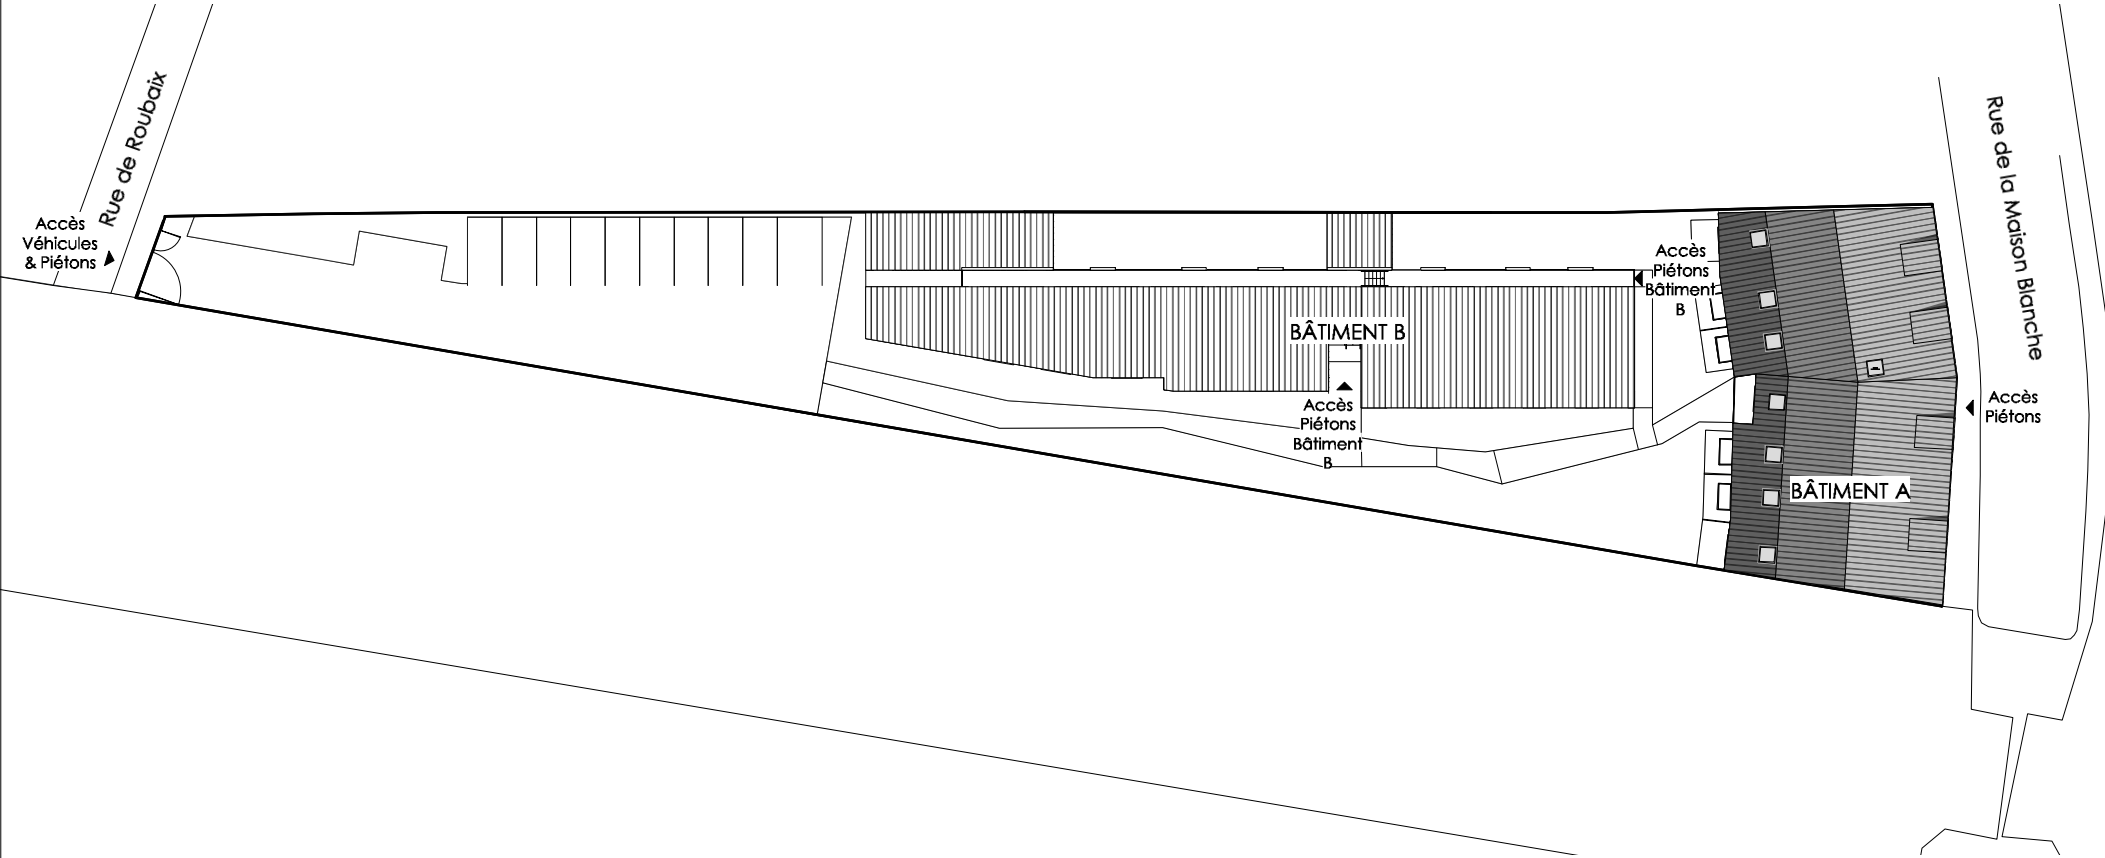 Rue de Roubaix
Accès
Véhicules
& Piétons
Rue de la Maison Blanche
Accès
Piétons
Bâtiment
B
BÂTIMENT B
Accès
Piétons
Bâtiment
B
Accès
Piétons
BÂTIMENT A